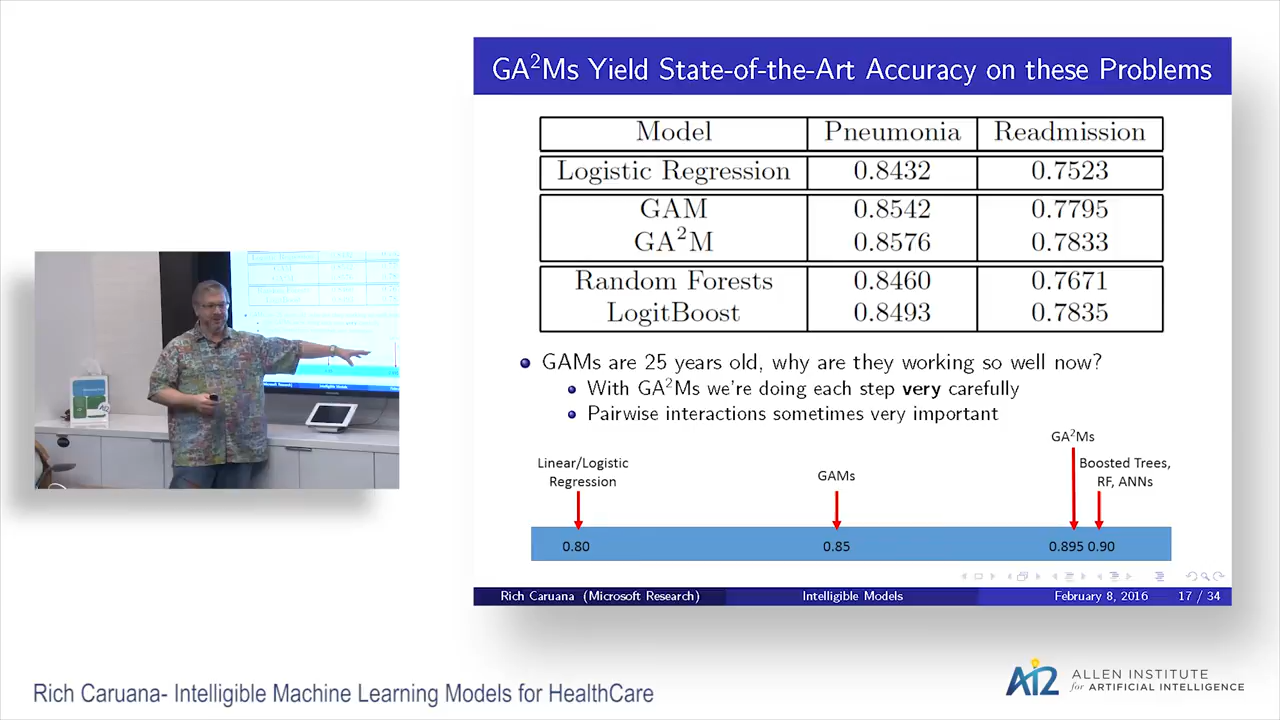 GA²Ms Yield State-of-the-Art Accuracy on these Problems
Model Pneumonia Readmission
Logistic Regression 0.8432 0.7523
GAM 0.8542 0.7795
GA²M 0.8576 0.7833
Random Forests 0.8460 0.7671
LogitBoost 0.8493 0.7835
GAMs are 25 years old, why are they working so well now?
With GA²Ms we're doing each step very carefully
Pairwise interactions sometimes very important
GA²Ms
Linear/Logistic
Regression
GAMs
Boosted Trees,
RF, ANNs
0.80 0.85 0.895 0.90
Rich Caruana (Microsoft Research) Intelligible Models February 8, 2016 17 / 34
Rich Caruana- Intelligible Machine Learning Models for HealthCare
AI2
ALLEN INSTITUTE
for ARTIFICIAL INTELLIGENCE